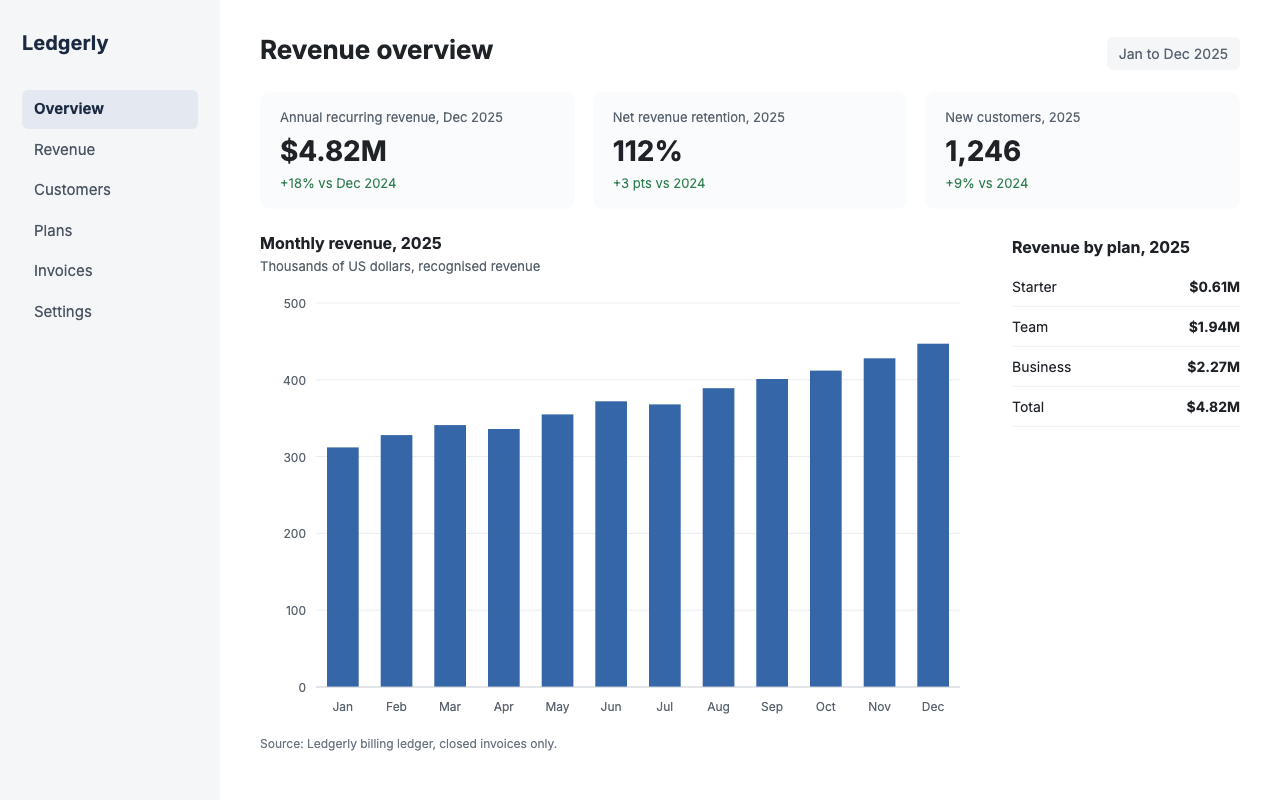 Ledgerly
Overview
Revenue
Customers
Plans
Invoices
Settings
Revenue overview
Jan to Dec 2025
Annual recurring revenue, Dec 2025
$4.82M
+18% vs Dec 2024
Net revenue retention, 2025
112%
+3 pts vs 2024
New customers, 2025
1,246
+9% vs 2024
Monthly revenue, 2025
Thousands of US dollars, recognised revenue
500
400
300
200
100
0
Jan Feb Mar Apr May Jun Jul Aug Sep Oct Nov Dec
Source: Ledgerly billing ledger, closed invoices only.
Revenue by plan, 2025
Starter $0.61M
Team $1.94M
Business $2.27M
Total $4.82M